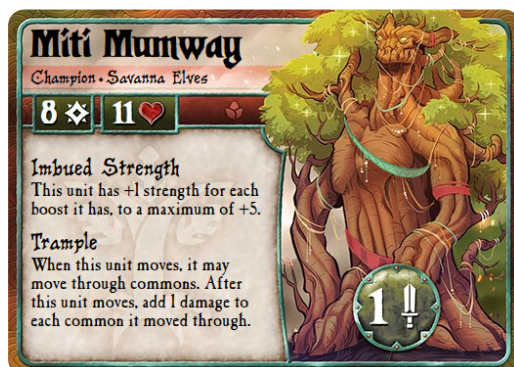 Miti Mumway
Champion • Savanna Elves
8 11
Imbued Strength
This unit has +1 strength for each
boost it has, to a maximum of +5.
Trample
When this unit moves, it may
move through commons. After
this unit moves, add 1 damage to
each common it moved through.
1